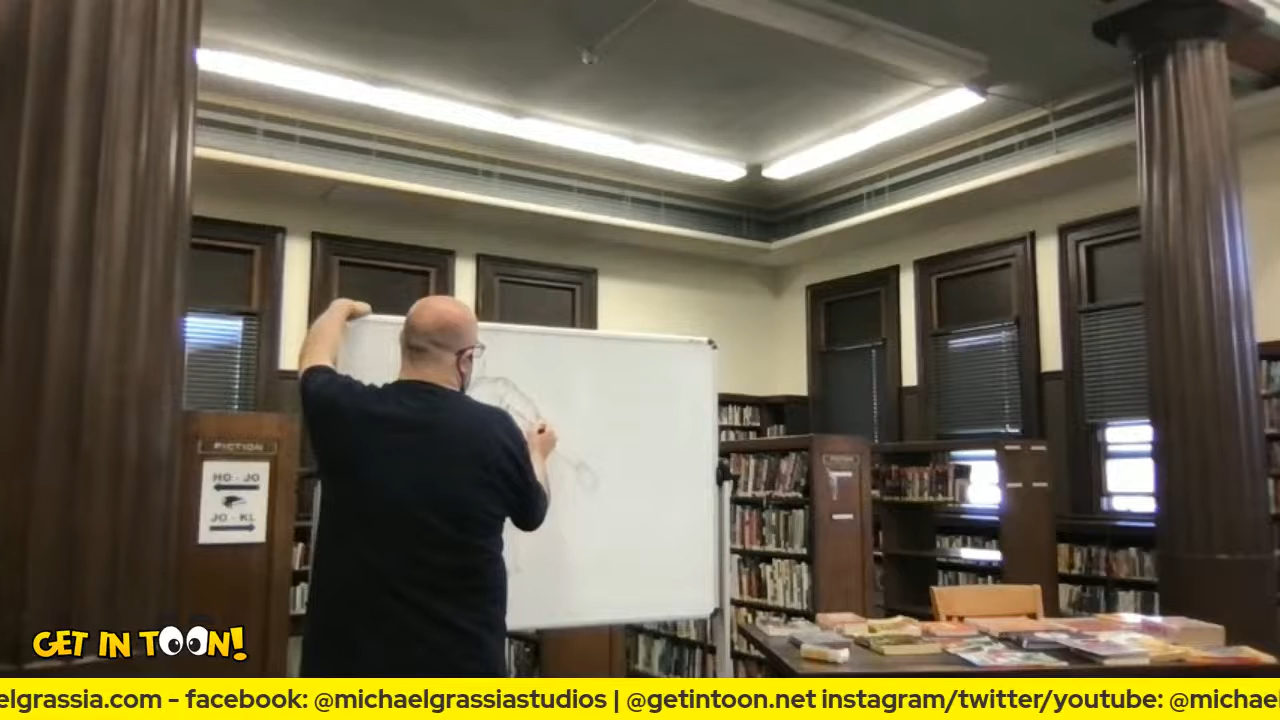 FICTION
HO - JO
JO - KL
GET IN TOON!
elgrassia.com - facebook: @michaelgrassiastudios | @getintoon.net instagram/twitter/youtube: @michae